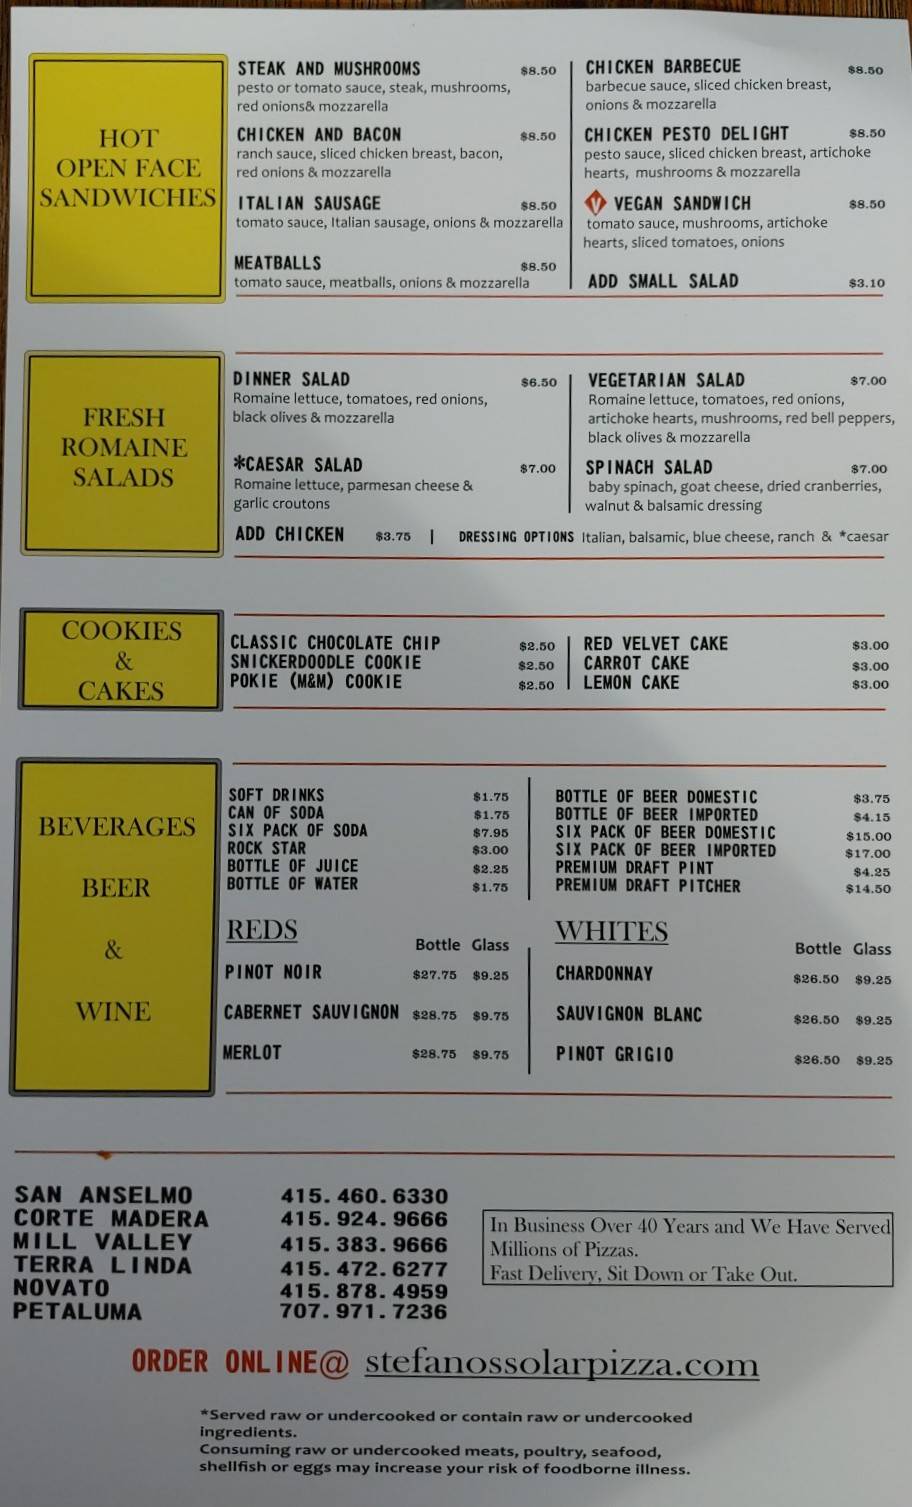 HOT
OPEN FACE
SANDWICHES
STEAK AND MUSHROOMS $8.50
pesto or tomato sauce, steak, mushrooms,
red onions& mozzarella
CHICKEN AND BACON $8.50
ranch sauce, sliced chicken breast, bacon,
red onions & mozzarella
ITALIAN SAUSAGE $8.50
tomato sauce, Italian sausage, onions & mozzarella
MEATBALLS $8.50
tomato sauce, meatballs, onions & mozzarella
CHICKEN BARBECUE $8.50
barbecue sauce, sliced chicken breast,
onions & mozzarella
CHICKEN PESTO DELIGHT $8.50
pesto sauce, sliced chicken breast, artichoke
hearts, mushrooms & mozzarella
V VEGAN SANDWICH $8.50
tomato sauce, mushrooms, artichoke
hearts, sliced tomatoes, onions
ADD SMALL SALAD $3.10
FRESH
ROMAINE
SALADS
DINNER SALAD $6.50
Romaine lettuce, tomatoes, red onions,
black olives & mozzarella
*CAESAR SALAD $7.00
Romaine lettuce, parmesan cheese &
garlic croutons
VEGETARIAN SALAD $7.00
Romaine lettuce, tomatoes, red onions,
artichoke hearts, mushrooms, red bell peppers,
black olives & mozzarella
SPINACH SALAD $7.00
baby spinach, goat cheese, dried cranberries,
walnut & balsamic dressing
ADD CHICKEN $3.75 | DRESSING OPTIONS Italian, balsamic, blue cheese, ranch & *caesar
COOKIES
&
CAKES
CLASSIC CHOCOLATE CHIP $2.50
SNICKERDOODLE COOKIE $2.50
POKIE (M&M) COOKIE $2.50
RED VELVET CAKE $3.00
CARROT CAKE $3.00
LEMON CAKE $3.00
BEVERAGES
BEER
&
WINE
SOFT DRINKS $1.75
CAN OF SODA $1.75
SIX PACK OF SODA $7.95
ROCK STAR $3.00
BOTTLE OF JUICE $2.25
BOTTLE OF WATER $1.75
BOTTLE OF BEER DOMESTIC $3.75
BOTTLE OF BEER IMPORTED $4.15
SIX PACK OF BEER DOMESTIC $15.00
SIX PACK OF BEER IMPORTED $17.00
PREMIUM DRAFT PINT $4.25
PREMIUM DRAFT PITCHER $14.50
REDS
Bottle Glass
PINOT NOIR $27.75 $9.25
CABERNET SAUVIGNON $28.75 $9.75
MERLOT $28.75 $9.75
WHITES
Bottle Glass
CHARDONNAY $26.50 $9.25
SAUVIGNON BLANC $26.50 $9.25
PINOT GRIGIO $26.50 $9.25
SAN ANSELMO 415.460.6330
CORTE MADERA 415.924.9666
MILL VALLEY 415.383.9666
TERRA LINDA 415.472.6277
NOVATO 415.878.4959
PETALUMA 707.971.7236
In Business Over 40 Years and We Have Served
Millions of Pizzas.
Fast Delivery, Sit Down or Take Out.
ORDER ONLINE@ stefanossolarpizza.com
*Served raw or undercooked or contain raw or undercooked
ingredients.
Consuming raw or undercooked meats, poultry, seafood,
shellfish or eggs may increase your risk of foodborne illness.